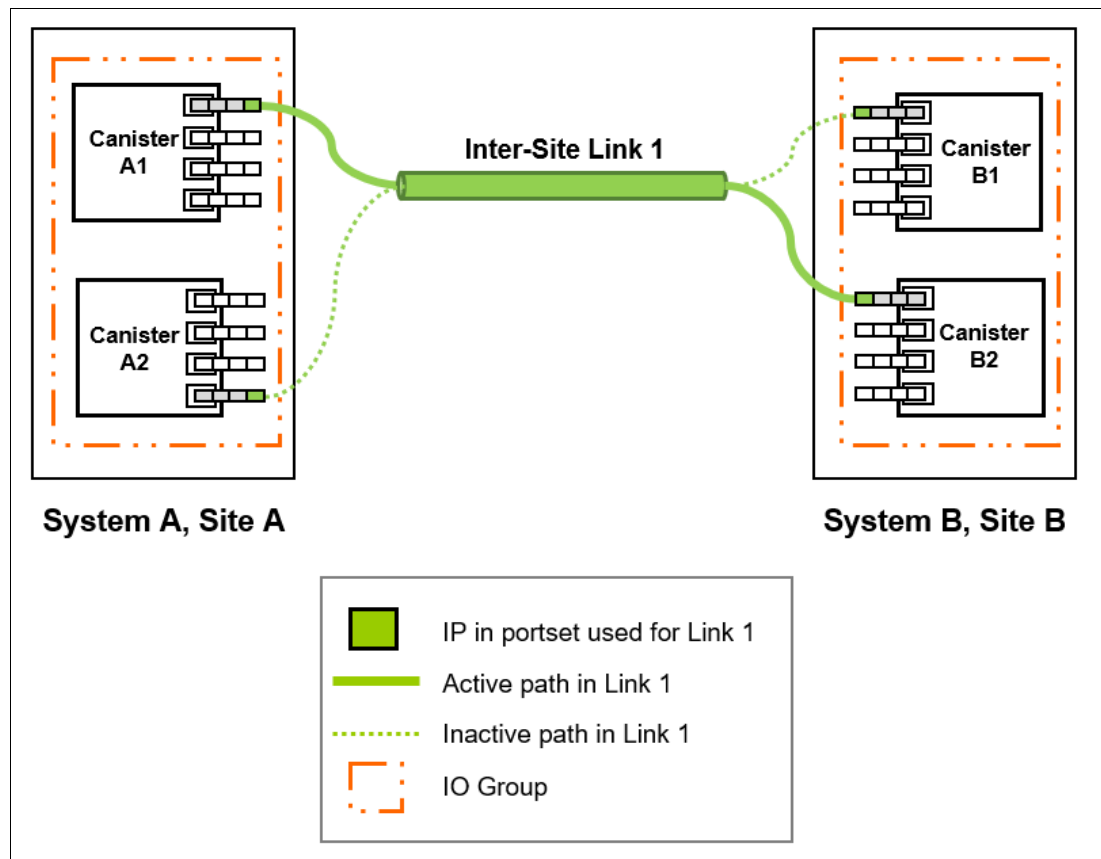 Canister
A1
Canister
A2
Inter-Site Link 1
Canister
B1
Canister
B2
System A, Site A
System B, Site B
IP in portset used for Link 1
Active path in Link 1
Inactive path in Link 1
IO Group